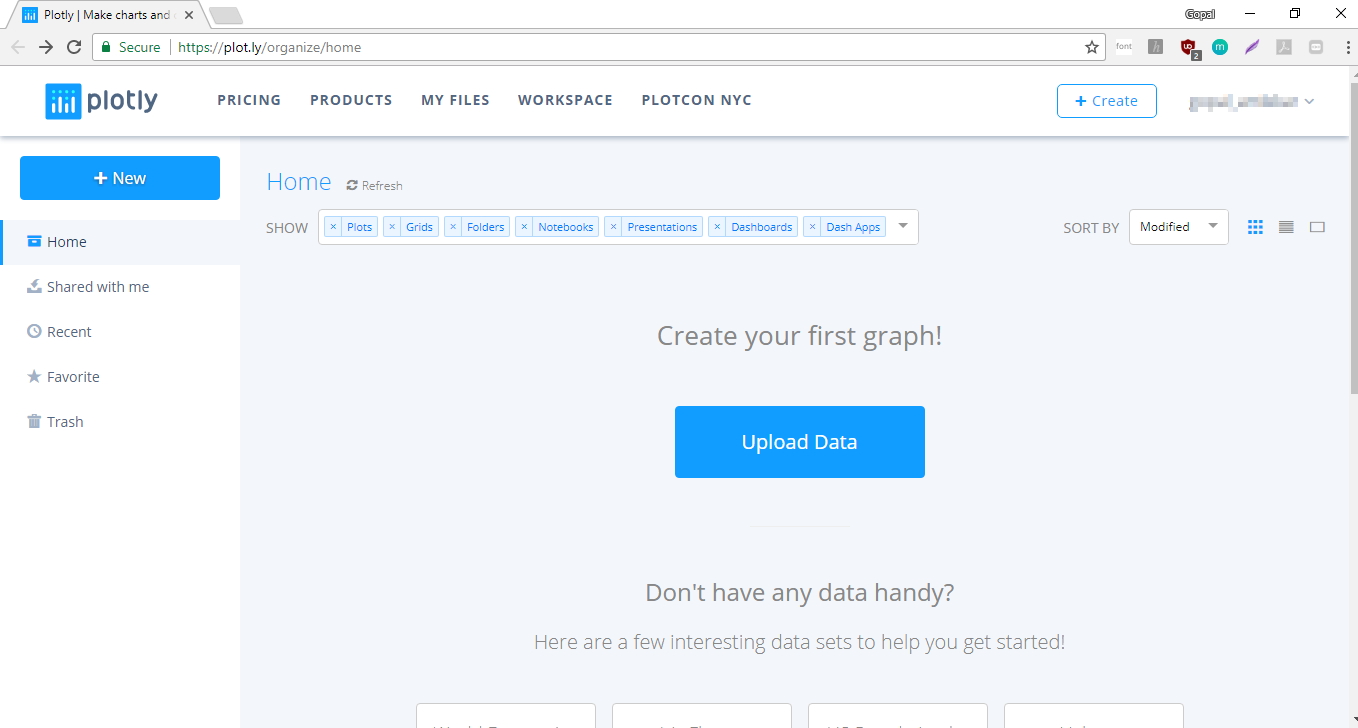 Plotly | Make charts and
Gopal
Secure https://plot.ly/organize/home
font
h
2
m
plotly
PRICING PRODUCTS MY FILES WORKSPACE PLOTCON NYC
+ Create
+ New
Home Refresh
SHOW × Plots × Grids × Folders × Notebooks × Presentations × Dashboards × Dash Apps
SORT BY Modified
Home
Shared with me
Recent
Favorite
Trash
Create your first graph!
Upload Data
Don't have any data handy?
Here are a few interesting data sets to help you get started!